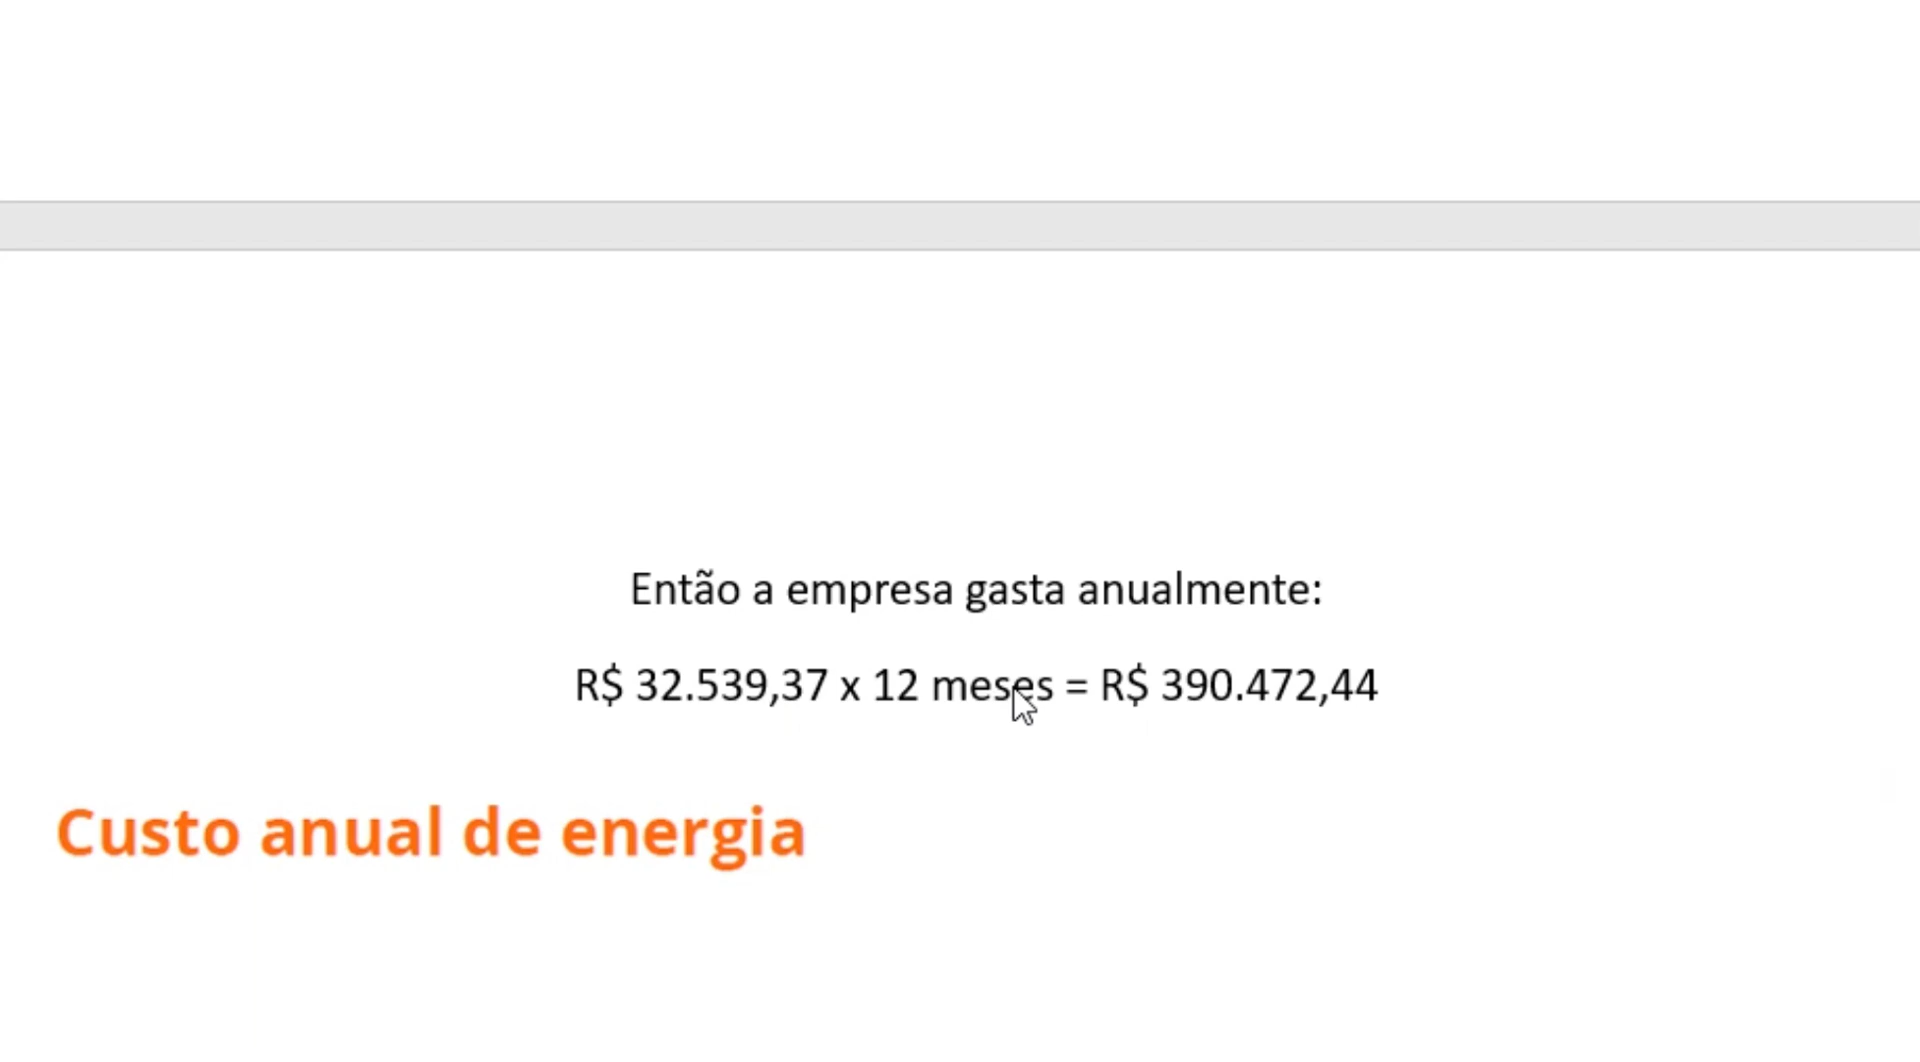 Então a empresa gasta anualmente:
R$ 32.539,37 x 12 meses = R$ 390.472,44
Custo anual de energia